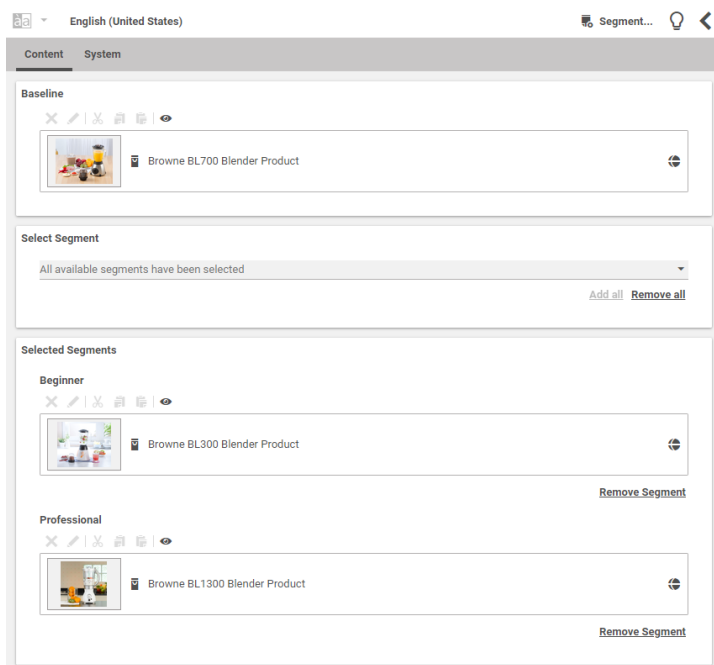 àa English (United States) Segment...
Content System
Baseline
Browne BL700 Blender Product
Select Segment
All available segments have been selected
Add all Remove all
Selected Segments
Beginner
Browne BL300 Blender Product
Remove Segment
Professional
Browne BL1300 Blender Product
Remove Segment